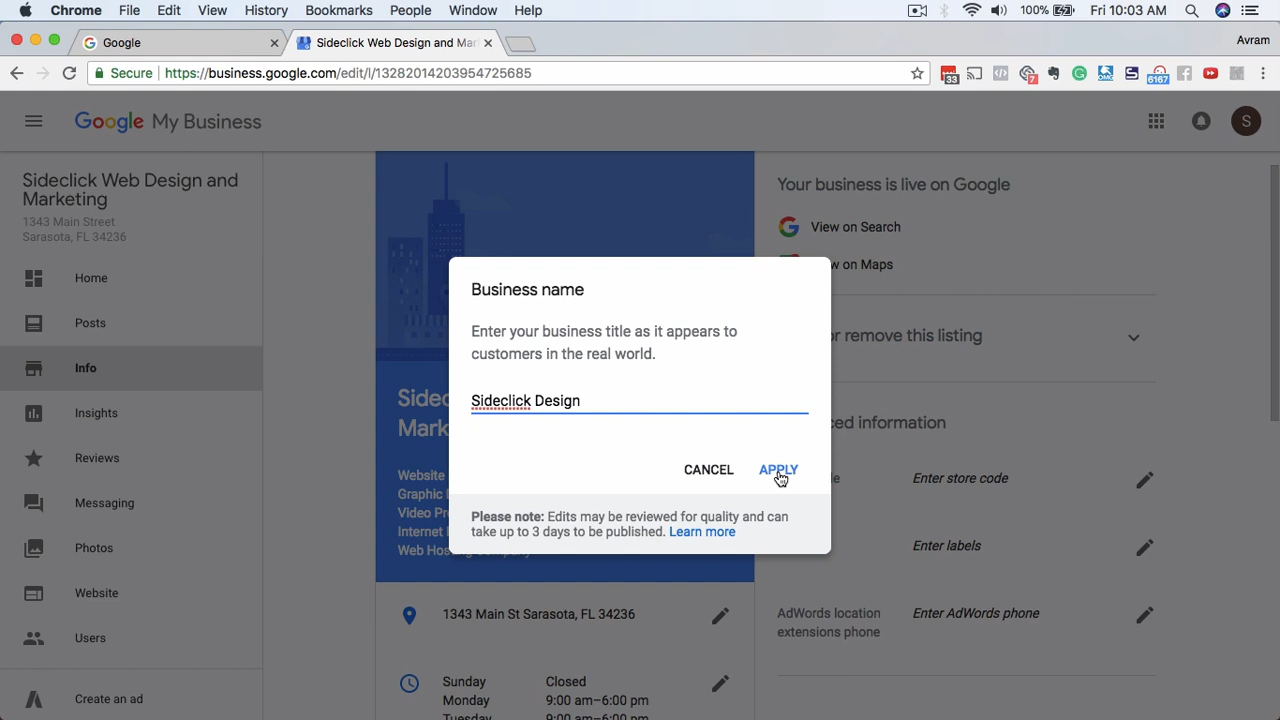 Chrome File Edit View History Bookmarks People Window Help 100% Fri 10:03 AM
Google Sideclick Web Design and Mar Avram
Secure https://business.google.com/edit/l/13282014203954725685 33 7 6167
Google My Business S
Sideclick Web Design and
Marketing
1343 Main Street
Sarasota, FL 34236
Home
Posts
Info
Insights
Reviews
Messaging
Photos
Website
Users
Create an ad
Sidec
Mark
Website
Graphic
Video Pr
Internet
Web Hosting Company
1343 Main St Sarasota, FL 34236
Sunday Closed
Monday 9:00 am–6:00 pm
Tuesday 9:00 am–6:00 pm
Business name
Enter your business title as it appears to
customers in the real world.
Sideclick Design
CANCEL APPLY
Please note: Edits may be reviewed for quality and can
take up to 3 days to be published. Learn more
Your business is live on Google
View on Search
w on Maps
or remove this listing
ced information
de Enter store code
Enter labels
AdWords location
extensions phone
Enter AdWords phone